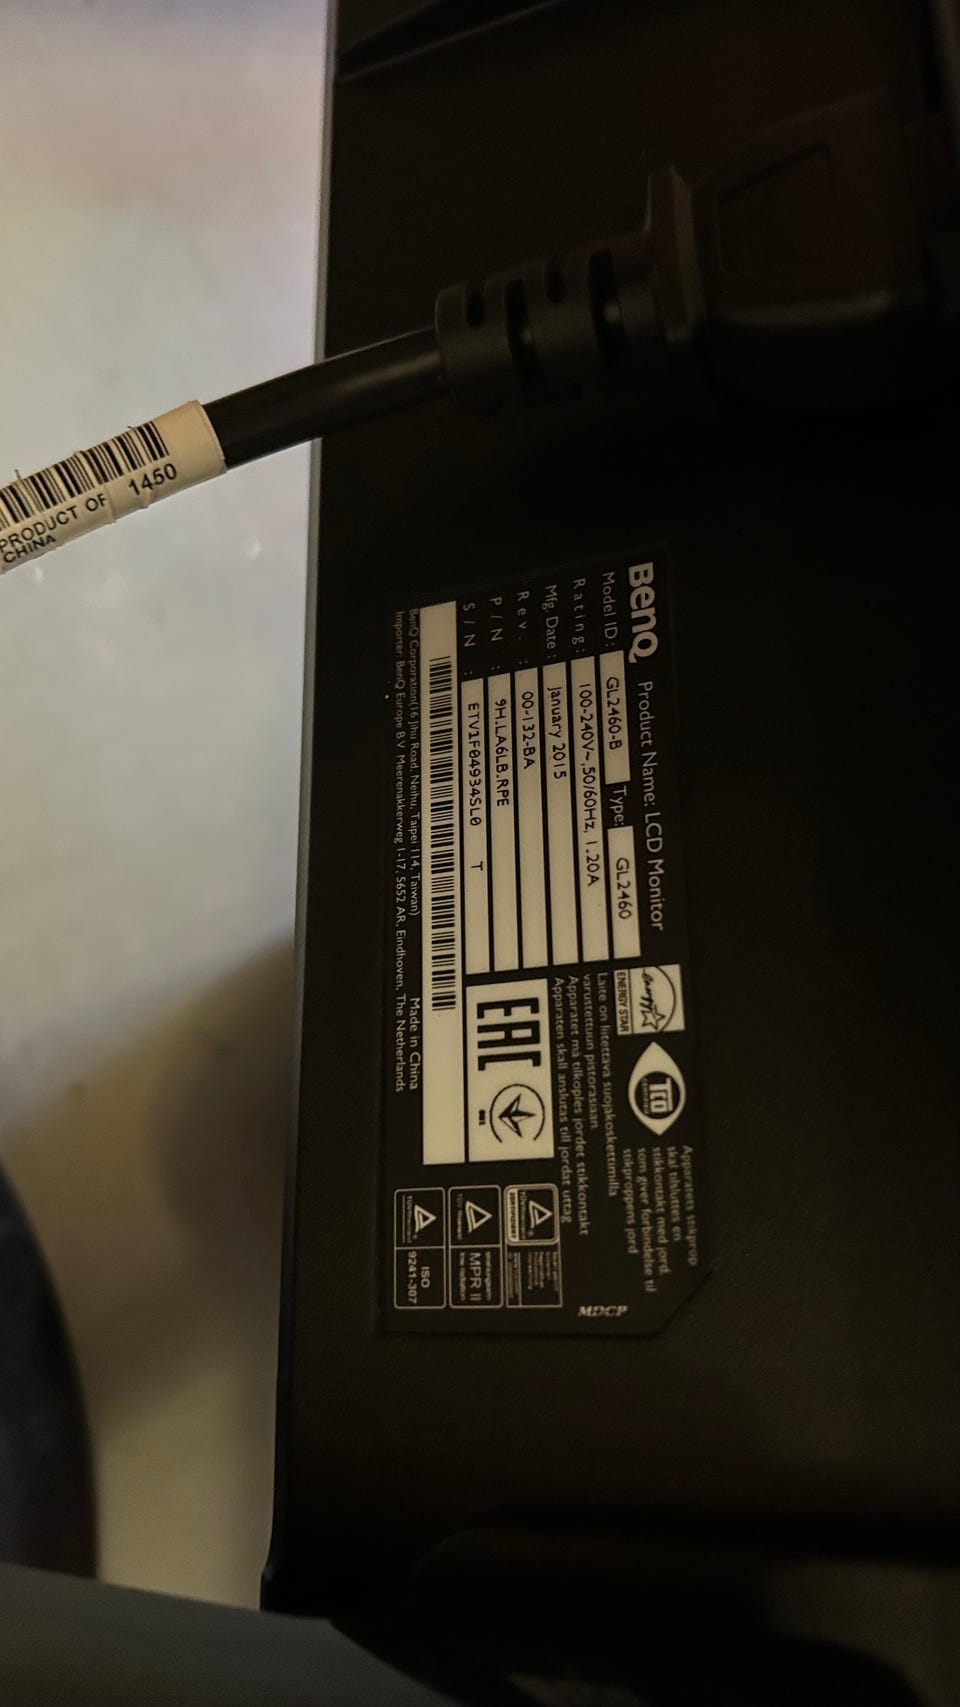 BenQ Product Name: LCD Monitor
Model ID: GL2460-B Type: GL2460
Rating: 100-240V~,50/60Hz, 1.20A
Mfg. Date: January 2015
Rev. : 00-132-BA
P/N : 9H.LA6LB.RPE
S/N : ETV1F04934SL0 T
BenQ Corporation(16 Jihu Road, Neihu, Taipei 114, Taiwan) Made in China
Importer: BenQ Europe B.V. Meerenakkerweg 1-17, 5652 AR, Eindhoven, The Netherlands
ENERGY STAR
TCO
CERTIFIED
Apparatets stikprop
skal tilsluttes en
stikkontakt med jord,
som giver forbindelse til
stikproppens jord
Laite on liitettävä suojakoskettimilla
varustettuun pistorasiaan.
Apparatet må tilkoples jordet stikkontakt
Apparaten skall anslutas till jordat uttag
EAC
MDCP
MPR II
low radiation
ISO
9241-307
1450
PRODUCT OF
CHINA